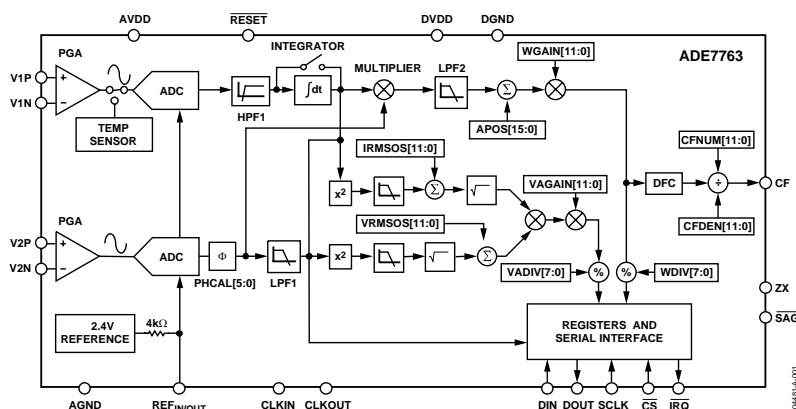 AVDD RESET DVDD DGND
PGA INTEGRATOR WGAIN[11:0] ADE7763
MULTIPLIER LPF2
V1P
V1N
+
−
ADC
∫dt
HPF1
Σ
TEMP
SENSOR
APOS[15:0]
CFNUM[11:0]
IRMSOS[11:0]
VAGAIN[11:0]
DFC
÷
CF
x²
Σ
√
PGA
VRMSOS[11:0]
CFDEN[11:0]
V2P
V2N
+
−
ADC
Φ
x²
√
Σ
PHCAL[5:0] LPF1
VADIV[7:0]
%
%
WDIV[7:0]
ZX
SAG
2.4V
REFERENCE
4kΩ
REGISTERS AND
SERIAL INTERFACE
AGND REFIN/OUT CLKIN CLKOUT DIN DOUT SCLK CS IRQ
04481-A-001